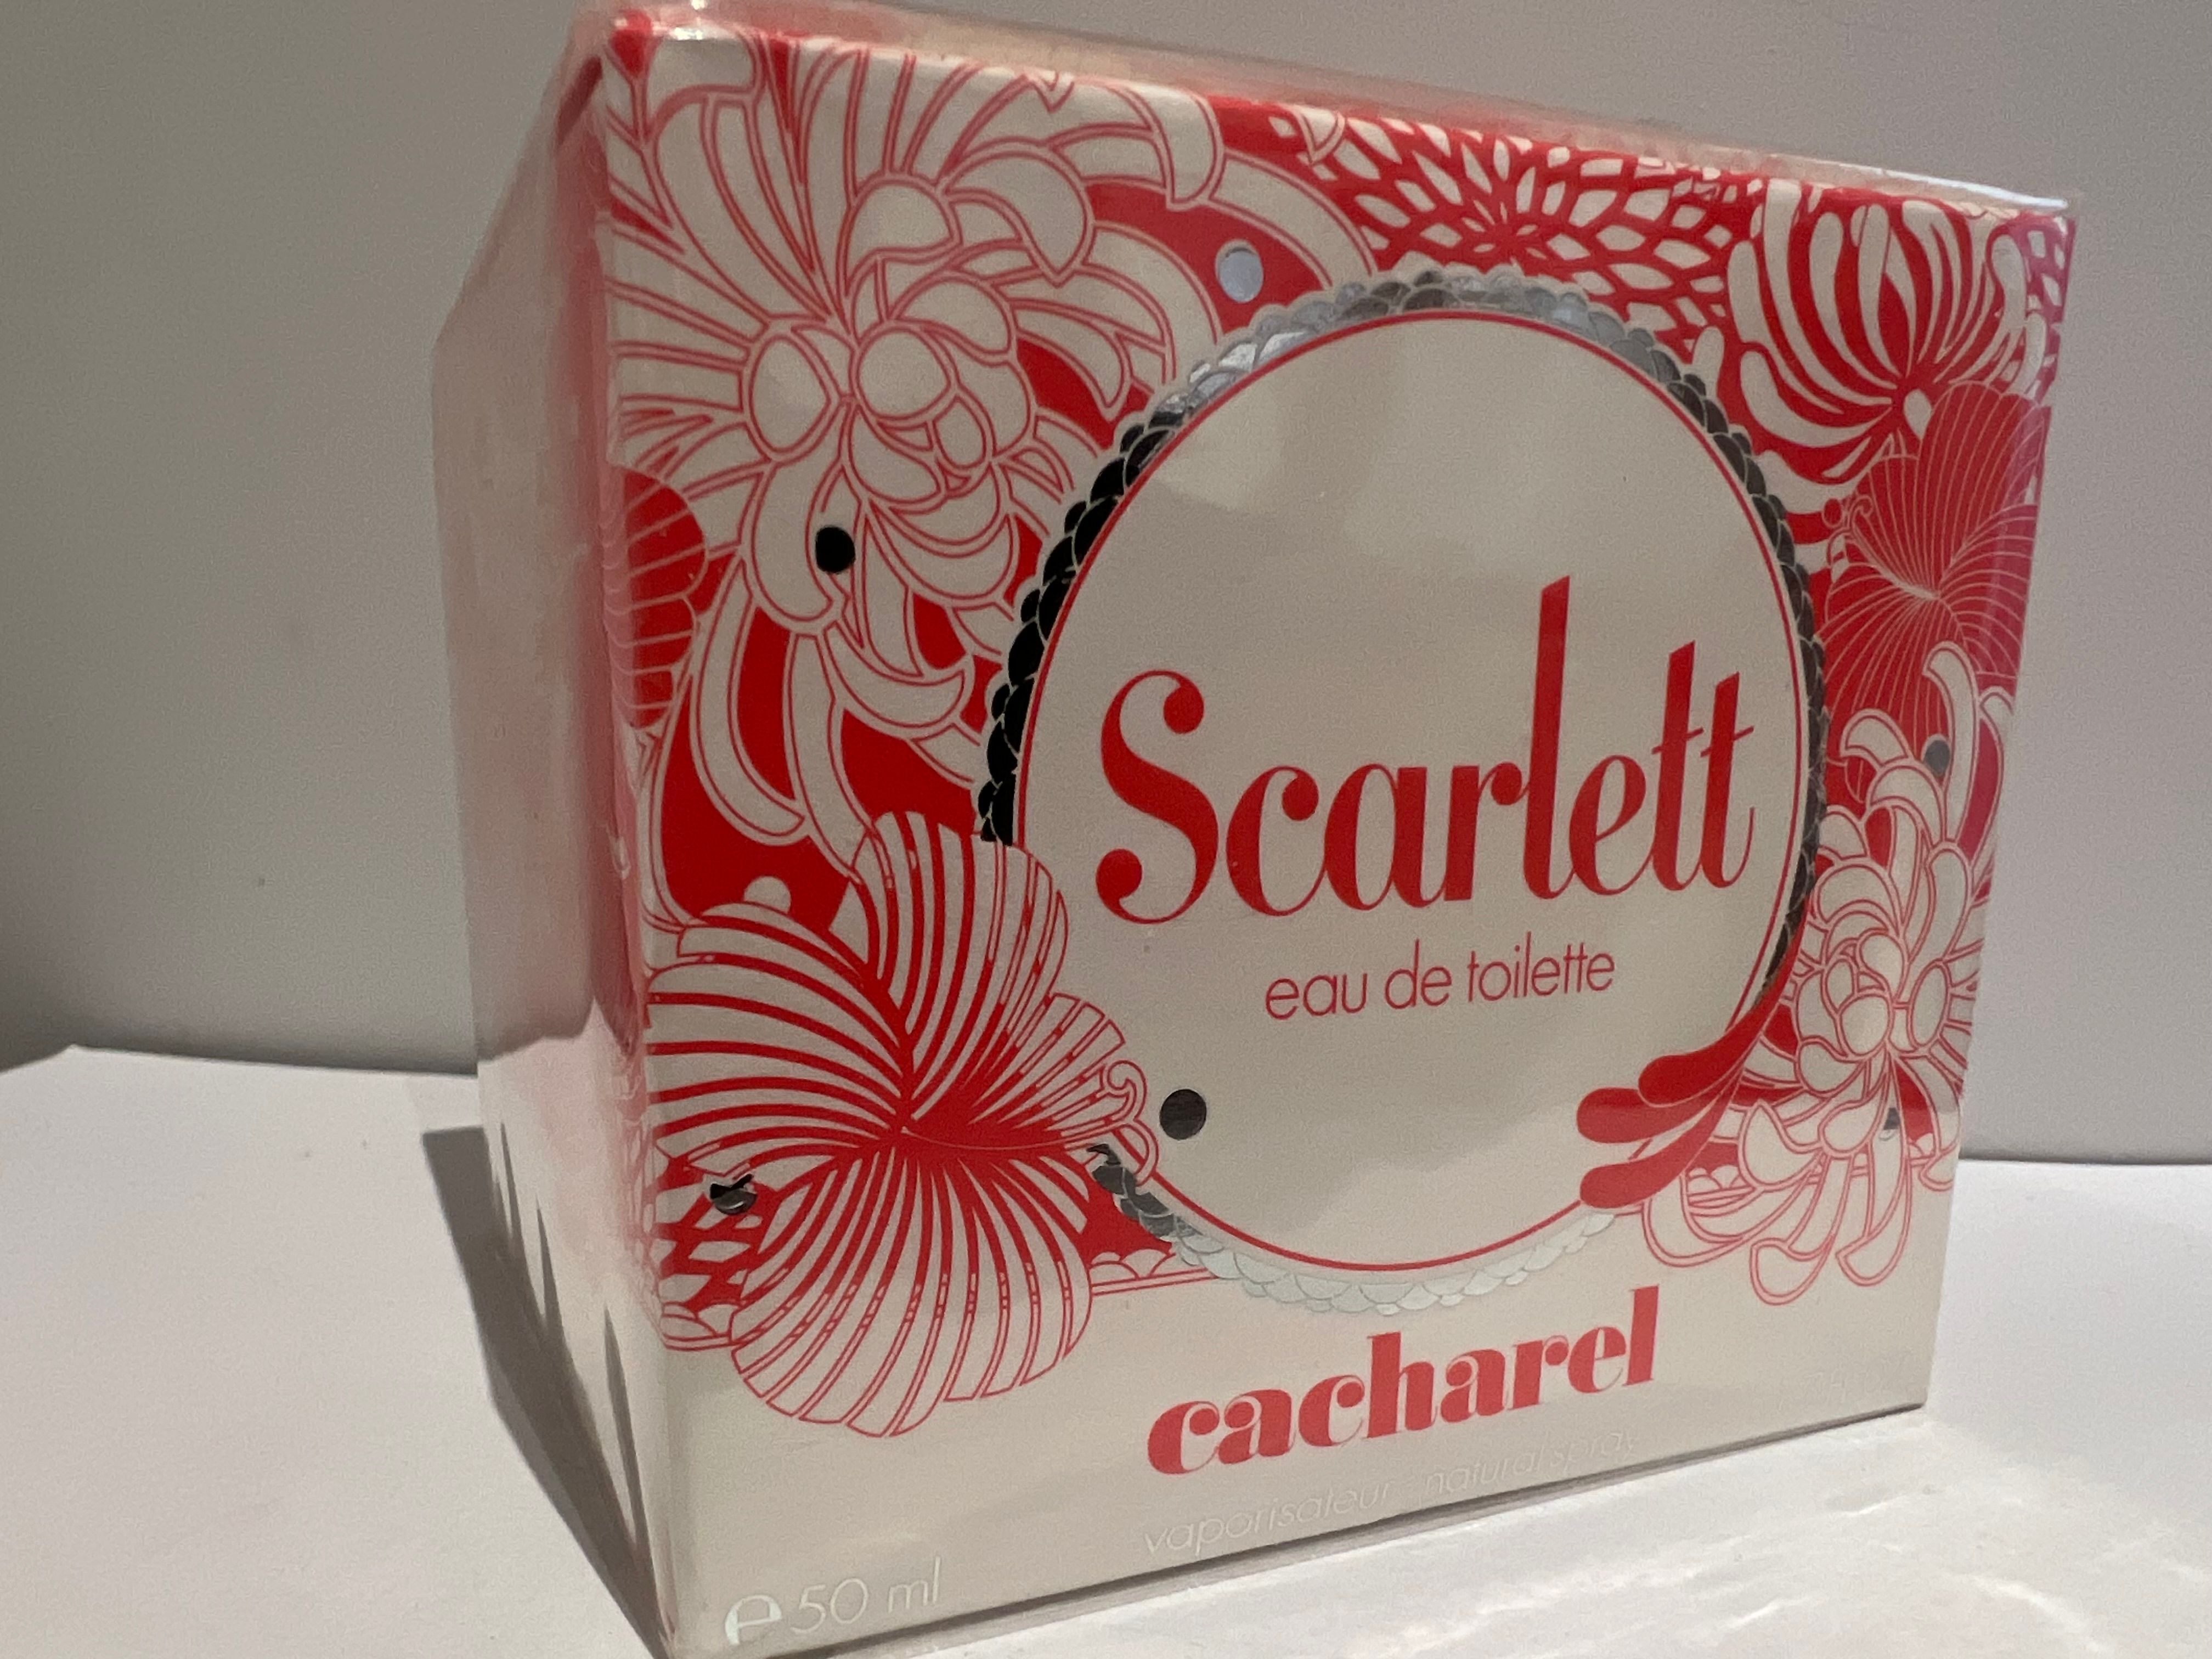 Scarlett
eau de toilette
cacharel
vaporisateur natural spray
e 50 ml